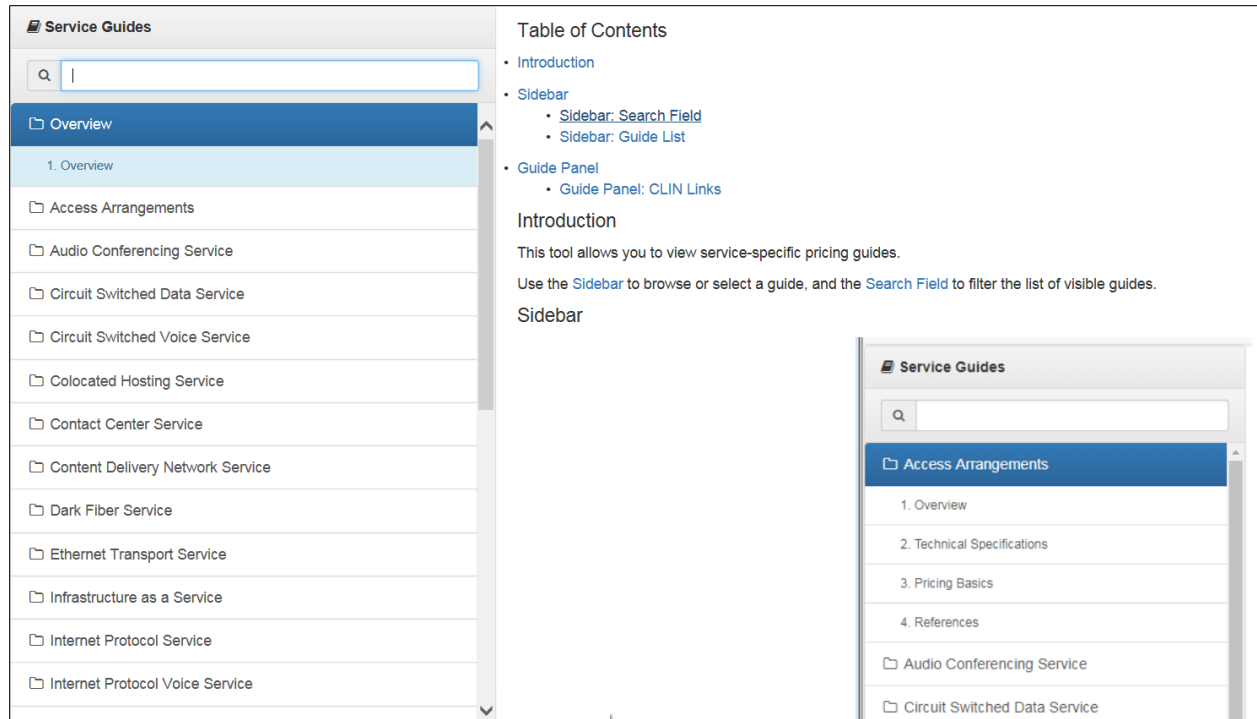 Service Guides
Overview
1. Overview
Access Arrangements
Audio Conferencing Service
Circuit Switched Data Service
Circuit Switched Voice Service
Colocated Hosting Service
Contact Center Service
Content Delivery Network Service
Dark Fiber Service
Ethernet Transport Service
Infrastructure as a Service
Internet Protocol Service
Internet Protocol Voice Service
Table of Contents
• Introduction
• Sidebar
• Sidebar: Search Field
• Sidebar: Guide List
• Guide Panel
• Guide Panel: CLIN Links
Introduction
This tool allows you to view service-specific pricing guides.
Use the Sidebar to browse or select a guide, and the Search Field to filter the list of visible guides.
Sidebar
Service Guides
Access Arrangements
1. Overview
2. Technical Specifications
3. Pricing Basics
4. References
Audio Conferencing Service
Circuit Switched Data Service